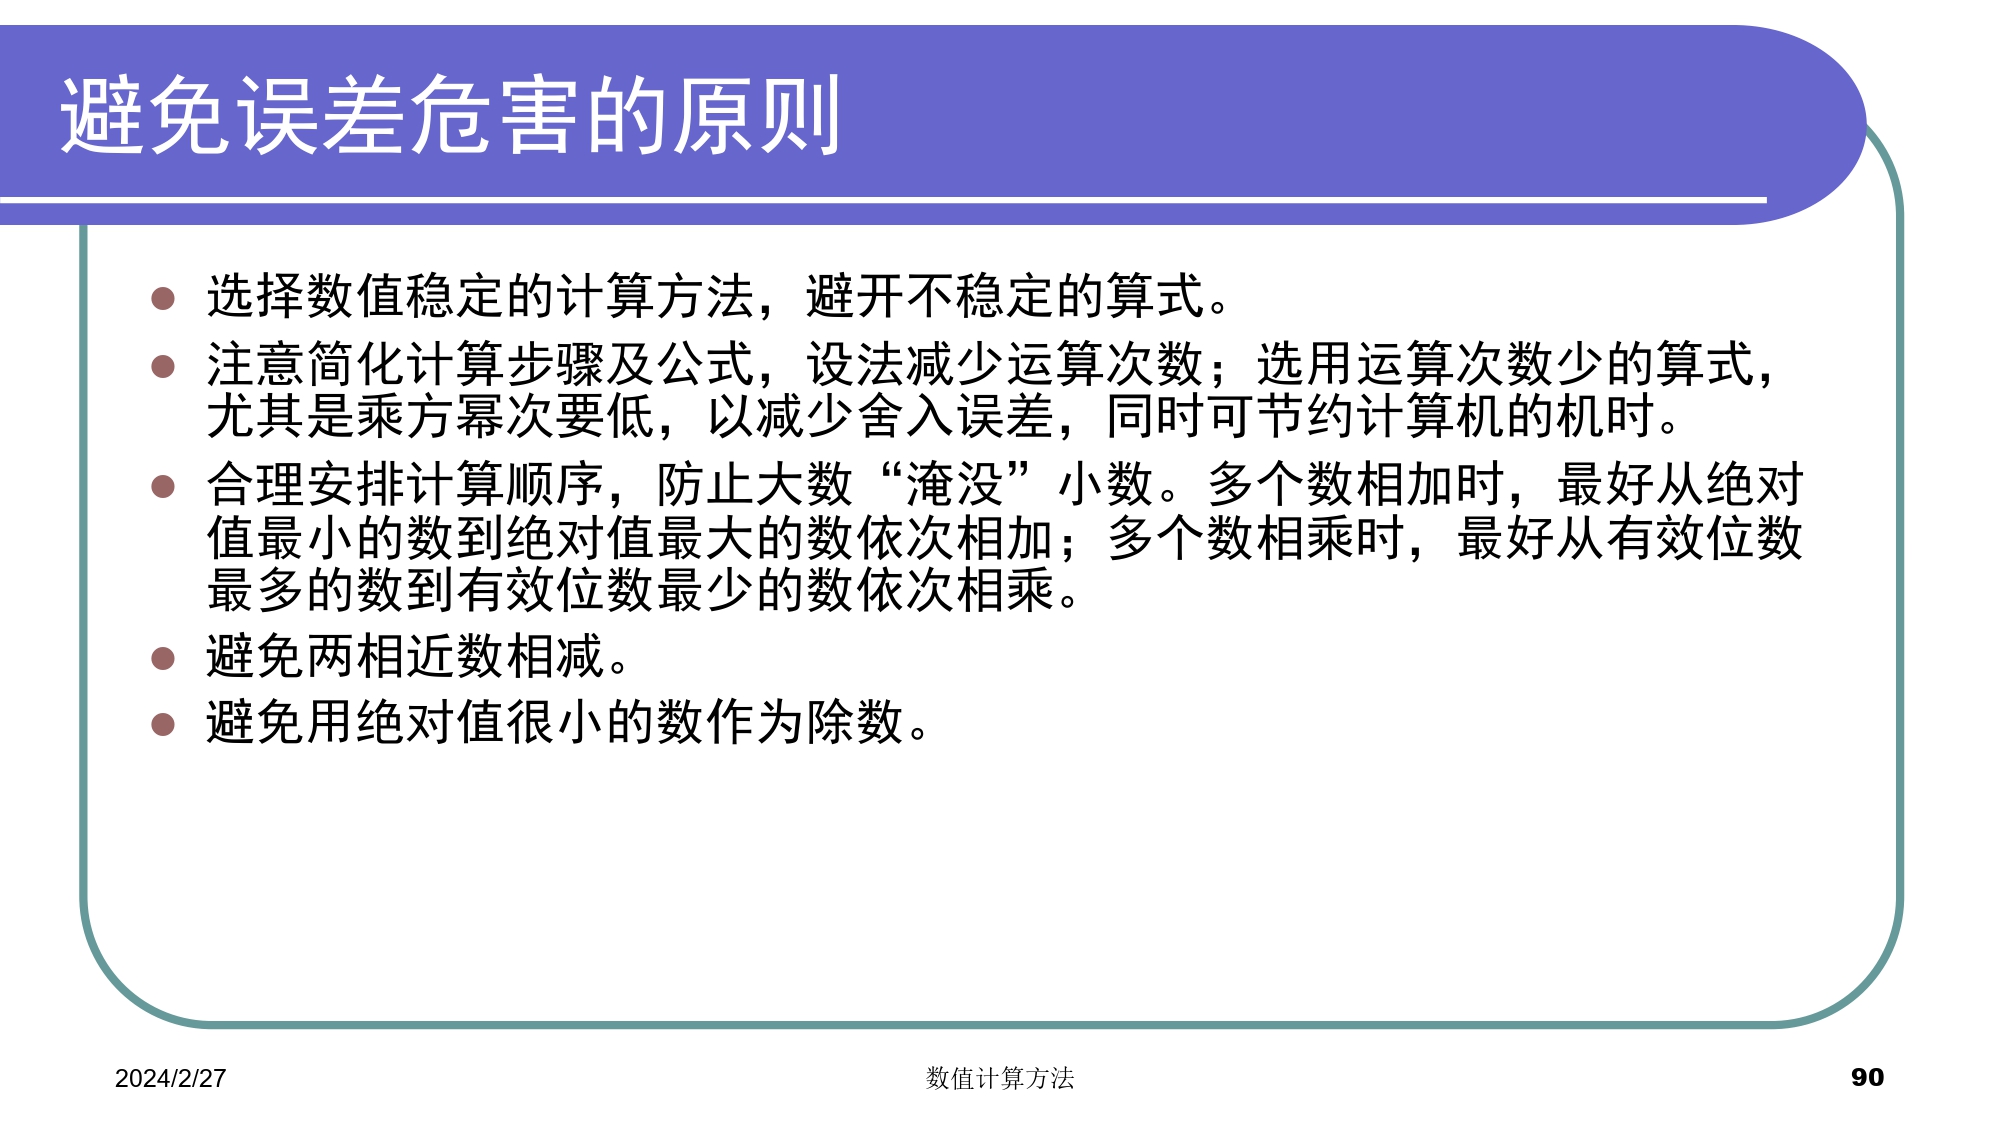 避免误差危害的原则
● 选择数值稳定的计算方法，避开不稳定的算式。
● 注意简化计算步骤及公式，设法减少运算次数；选用运算次数少的算式，
尤其是乘方幂次要低，以减少舍入误差，同时可节约计算机的机时。
● 合理安排计算顺序，防止大数“淹没”小数。多个数相加时，最好从绝对
值最小的数到绝对值最大的数依次相加；多个数相乘时，最好从有效位数
最多的数到有效位数最少的数依次相乘。
● 避免两相近数相减。
● 避免用绝对值很小的数作为除数。
2024/2/27
数值计算方法
90